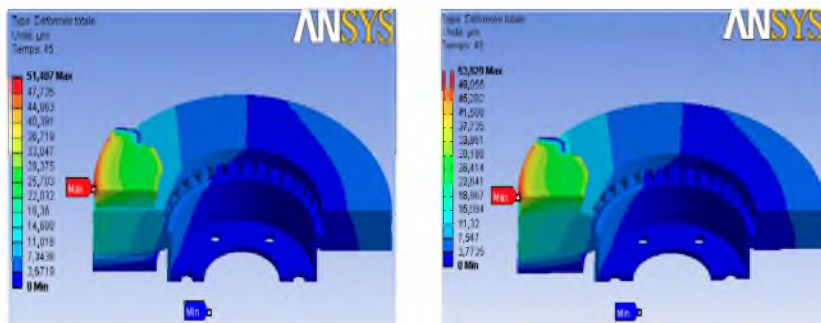 Type: Déformée totale
Unité: µm
Temps: 45
ANSYS
51,407 Max
47,735
44,063
40,391
36,719
33,047
29,375
25,703
22,032
18,36
14,688
11,016
7,3439
3,6719
0 Min
Max
Min
Type: Déformée totale
Unité: µm
Temps: 45
ANSYS
53,829 Max
49,055
45,282
41,508
37,735
33,961
30,188
26,414
22,641
18,867
15,094
11,32
7,547
3,7735
0 Min
Max
Min